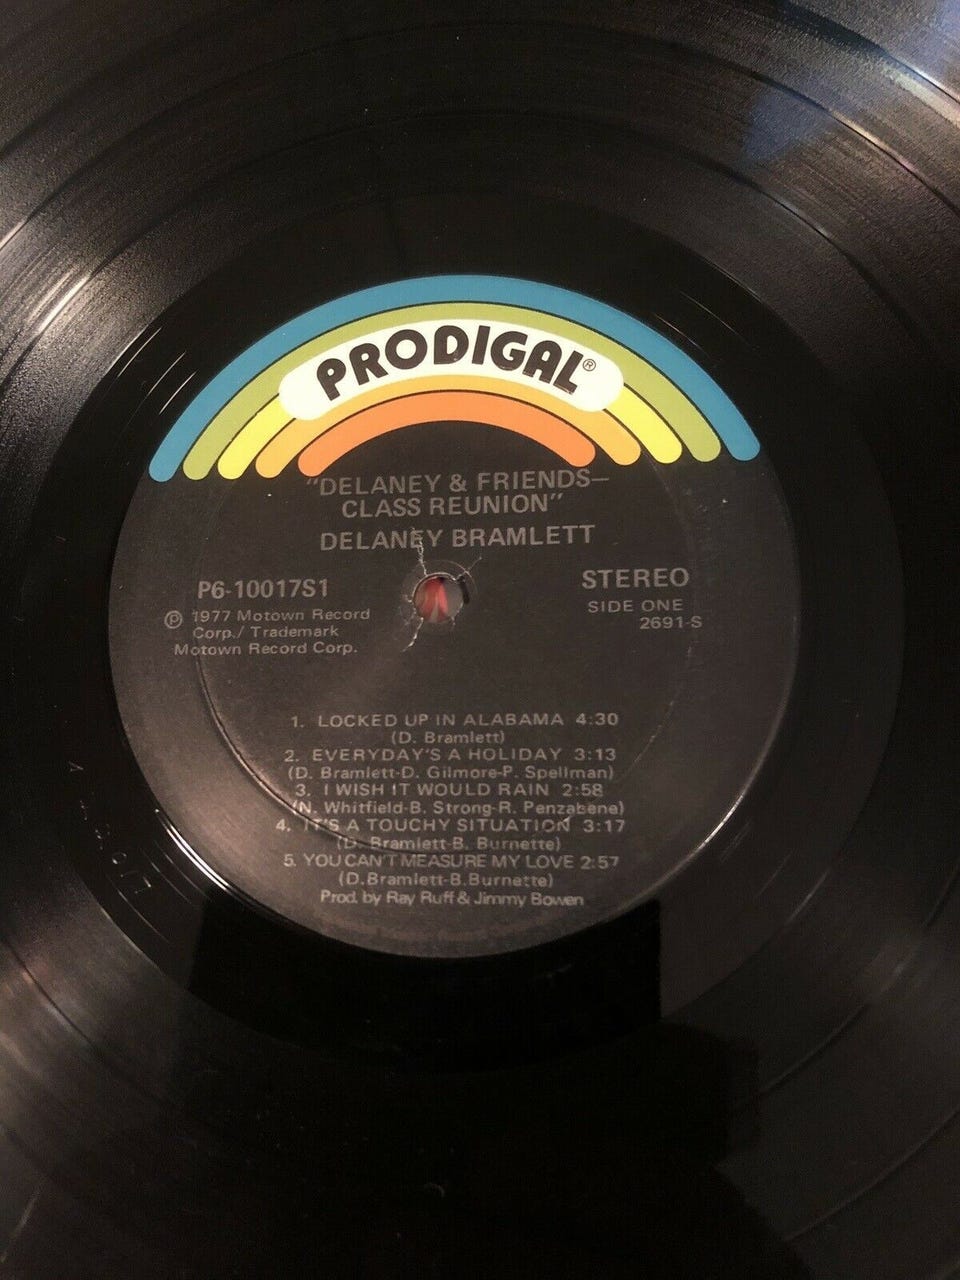 PRODIGAL®
"DELANEY & FRIENDS—
CLASS REUNION"
DELANEY BRAMLETT
P6-10017S1
℗ 1977 Motown Record
Corp./ Trademark
Motown Record Corp.
STEREO
SIDE ONE
2691-S
1. LOCKED UP IN ALABAMA 4:30
(D. Bramlett)
2. EVERYDAY'S A HOLIDAY 3:13
(D. Bramlett-D. Gilmore-P. Spellman)
3. I WISH IT WOULD RAIN 2:58
(N. Whitfield-B. Strong-R. Penzabene)
4. IT'S A TOUCHY SITUATION 3:17
(D. Bramlett-B. Burnette)
5. YOU CAN'T MEASURE MY LOVE 2:57
(D.Bramlett-B.Burnette)
Prod. by Ray Ruff & Jimmy Bowen